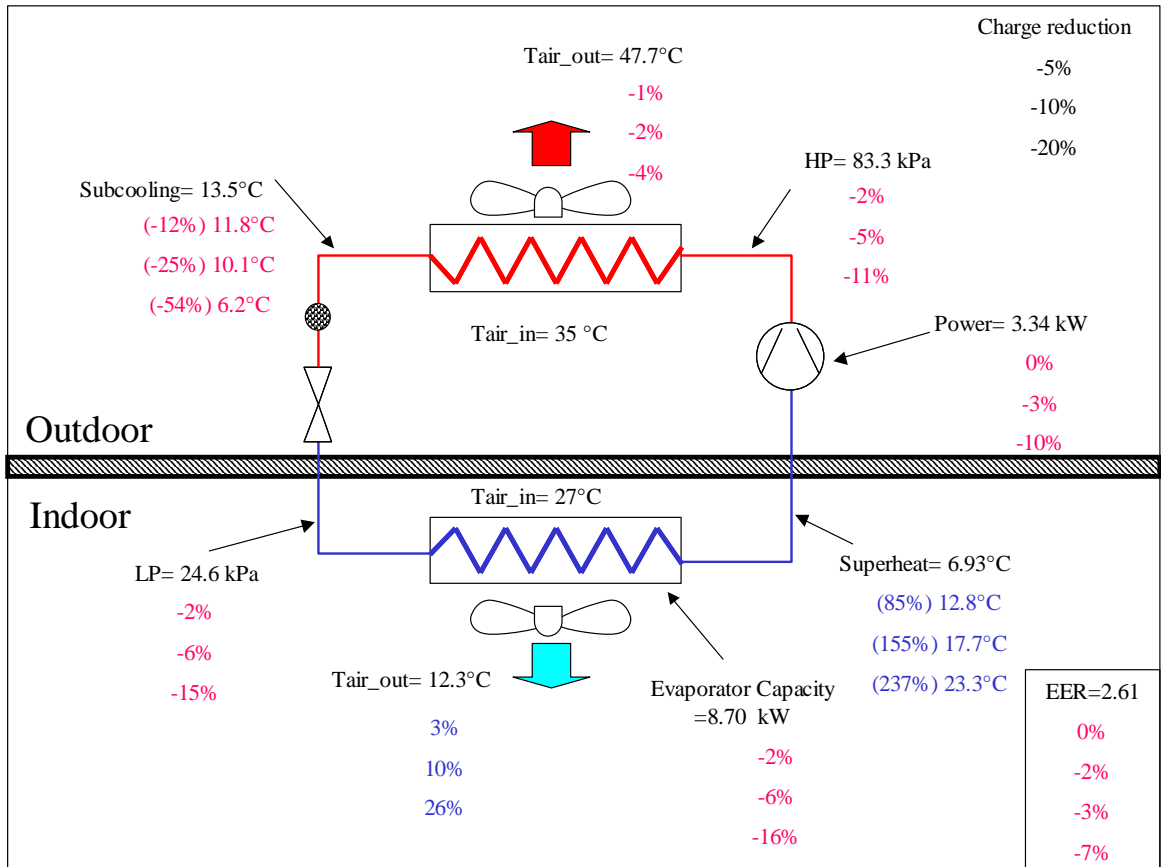 Charge reduction
-5%
-10%
-20%
Tair_out= 47.7°C
-1%
-2%
-4%
HP= 83.3 kPa
-2%
-5%
-11%
Subcooling= 13.5°C
(-12%) 11.8°C
(-25%) 10.1°C
(-54%) 6.2°C
Tair_in= 35 °C
Power= 3.34 kW
0%
-3%
-10%
Outdoor
Indoor
Tair_in= 27°C
LP= 24.6 kPa
-2%
-6%
-15%
Tair_out= 12.3°C
3%
10%
26%
Evaporator Capacity
=8.70 kW
-2%
-6%
-16%
Superheat= 6.93°C
(85%) 12.8°C
(155%) 17.7°C
(237%) 23.3°C
EER=2.61
0%
-2%
-3%
-7%